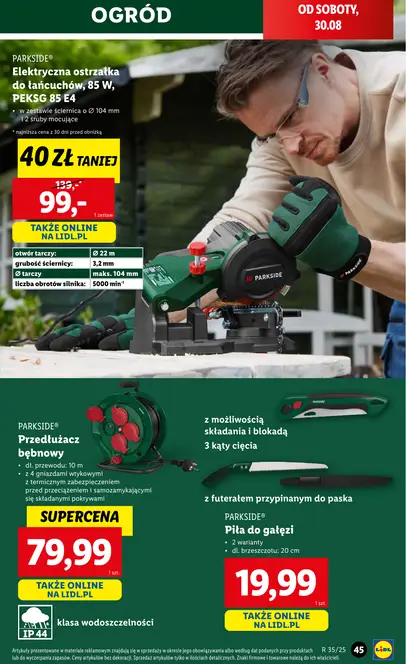 OGRÓD
OD SOBOTY,
30.08
PARKSIDE®
Elektryczna ostrzałka
do łańcuchów, 85 W,
PEKSG 85 E4
• w zestawie ściernica o Ø 104 mm
i 2 śruby mocujące
* najniższa cena z 30 dni przed obniżką
40 ZŁ TANIEJ
139,-*
99,-
1 zestaw
TAKŻE ONLINE
NA LIDL.PL
otwór tarczy: Ø 22 m
grubość ściernicy: 3,2 mm
Ø tarczy maks. 104 mm
liczba obrotów silnika: 5000 min⁻¹
PARKSIDE
PARKSIDE®
Przedłużacz
bębnowy
• dł. przewodu: 10 m
• z 4 gniazdami wtykowymi
z termicznym zabezpieczeniem
przed przeciążeniem i samozamykającymi
się składanymi pokrywami
SUPERCENA
79,99
1 szt.
TAKŻE ONLINE
NA LIDL.PL
IP 44
klasa wodoszczelności
z możliwością
składania i blokadą
3 kąty cięcia
z futerałem przypinanym do paska
PARKSIDE®
Piła do gałęzi
• 2 warianty
• dł. brzeszczotu: 20 cm
19,99
1 szt.
TAKŻE ONLINE
NA LIDL.PL
Artykuły prezentowane w materiale reklamowym znajdują się w sprzedaży w okresie jego obowiązywania albo według dat podanych przy produktach
lub do wyczerpania zapasów. Ceny artykułów bez dekoracji. Sprzedaż artykułów tylko w ilościach detalicznych. Znaki firmowe i towarowe należą do ich właścicieli.
R 35/25
45
LIDL